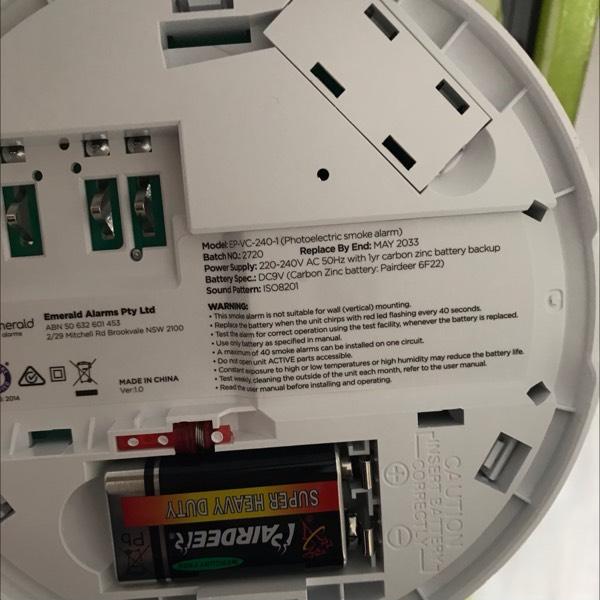 Model: EP-VC-240-1 (Photoelectric smoke alarm)
Batch NO.: 2720 Replace By End: MAY 2033
Power Supply: 220-240V AC 50Hz with 1yr carbon zinc battery backup
Battery Spec.: DC9V (Carbon Zinc battery: Pairdeer 6F22)
Sound Pattern: ISO8201
WARNING:
• This smoke alarm is not suitable for wall (vertical) mounting.
• Replace the battery when the unit chirps with red led flashing every 40 seconds.
• Test the alarm for correct operation using the test facility, whenever the battery is replaced.
• Use only battery as specified in manual.
• A maximum of 40 smoke alarms can be installed on one circuit.
• Do not open unit ACTIVE parts accessible.
• Constant exposure to high or low temperatures or high humidity may reduce the battery life.
• Test weekly, cleaning the outside of the unit each month, refer to the user manual.
• Read the user manual before installing and operating.
merald
alarms
Emerald Alarms Pty Ltd
ABN 50 632 601 453
2/29 Mitchell Rd Brookvale NSW 2100
MADE IN CHINA
Ver:1.0
: 2014
CAUTION
INSERT BATTERY
CORRECTLY
SUPER HEAVY DUTY
PAIRDEER
Pb